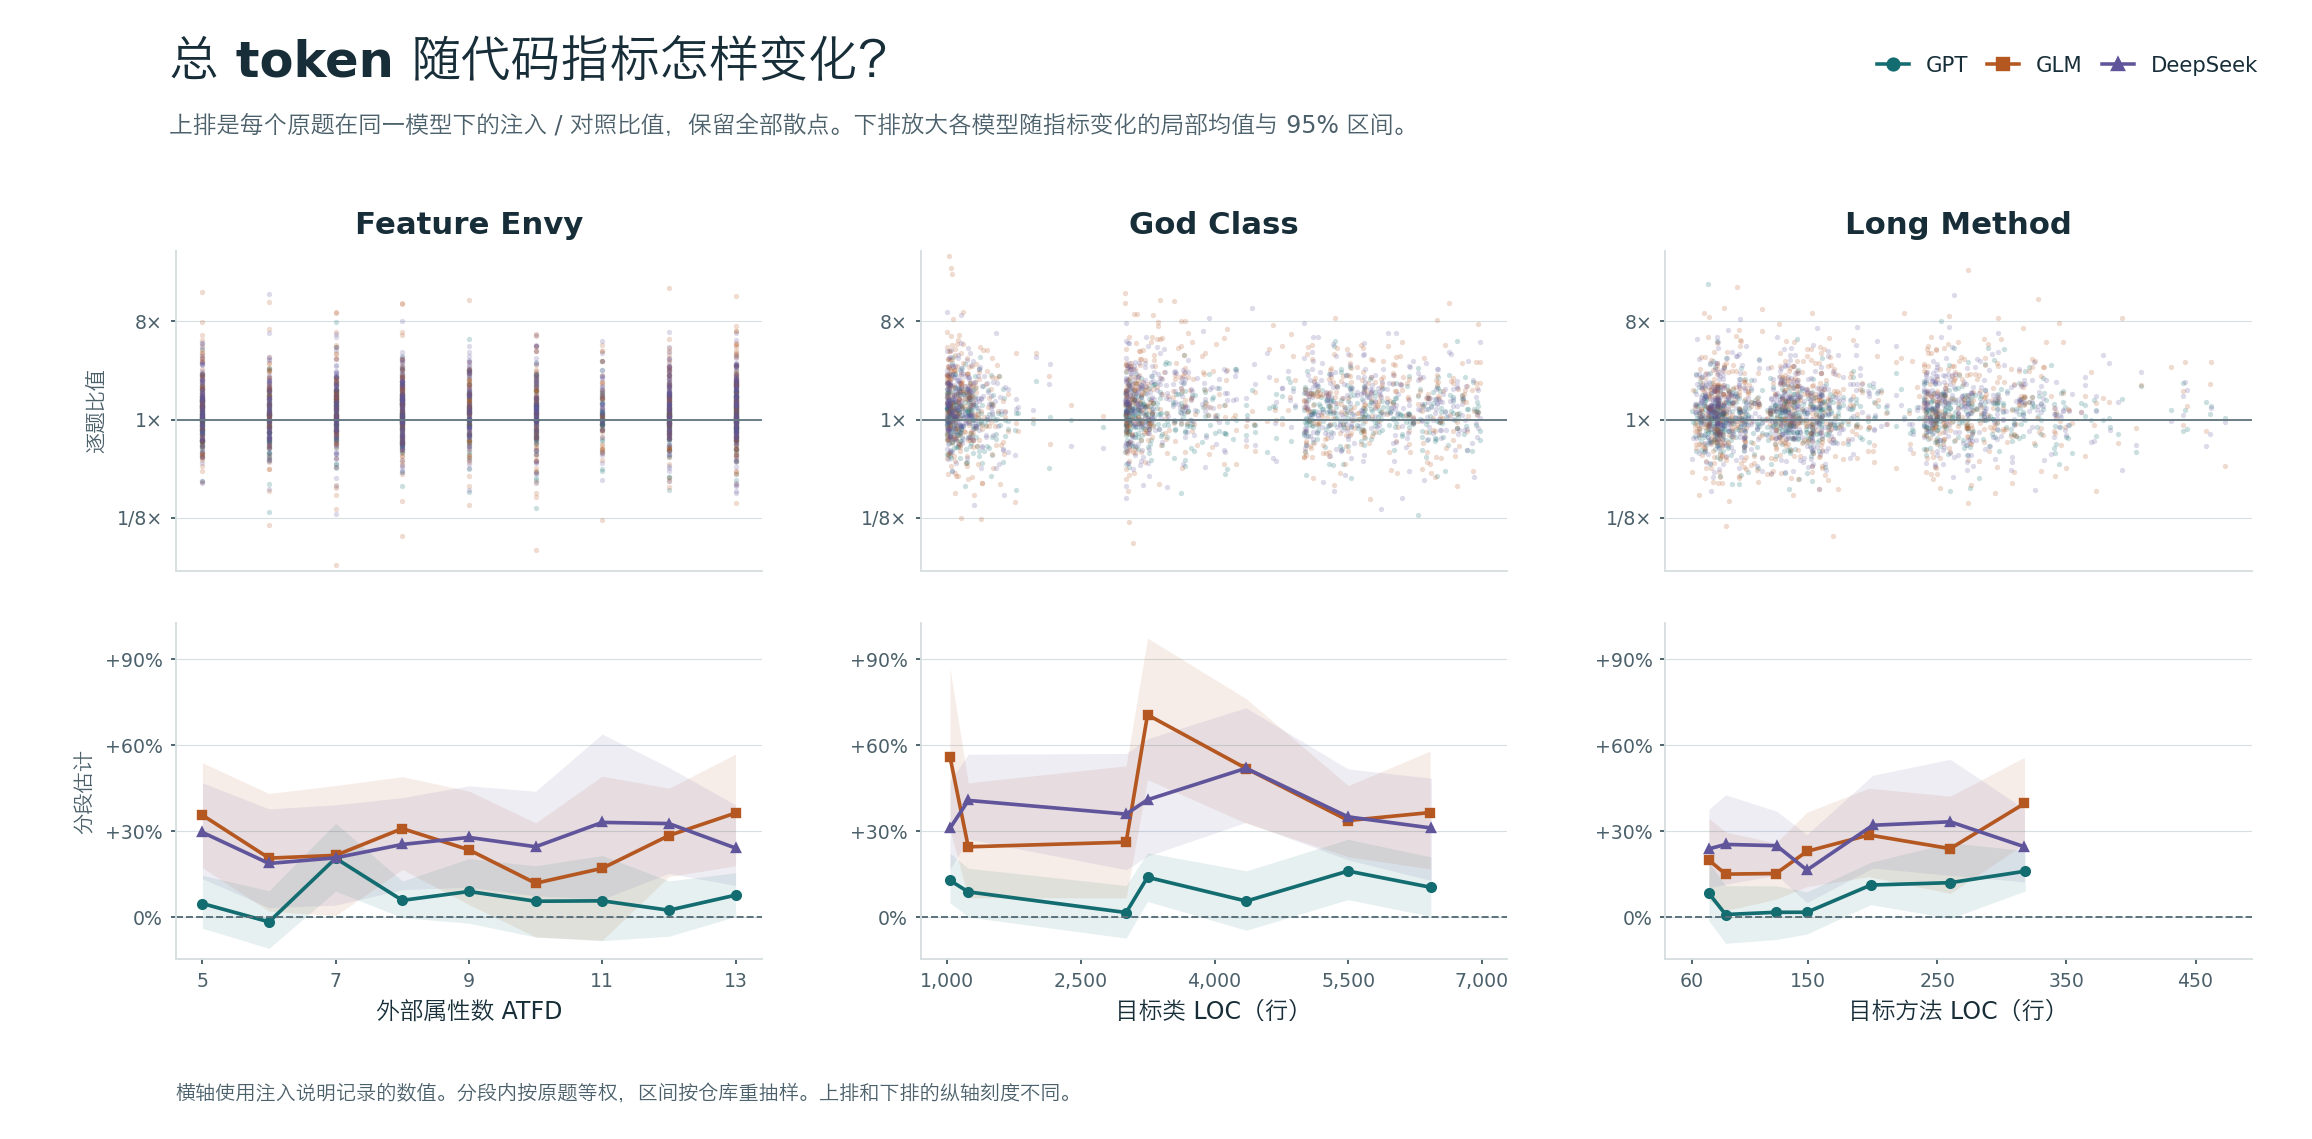 总 token 随代码指标怎样变化？
GPT
GLM
DeepSeek
上排是每个原题在同一模型下的注入 / 对照比值，保留全部散点。下排放大各模型随指标变化的局部均值与 95% 区间。
Feature Envy
God Class
Long Method
逐题比值
8×
1×
1/8×
8×
1×
1/8×
8×
1×
1/8×
分段估计
+90%
+60%
+30%
0%
+90%
+60%
+30%
0%
+90%
+60%
+30%
0%
5 7 9 11 13
1,000 2,500 4,000 5,500 7,000
60 150 250 350 450
外部属性数 ATFD
目标类 LOC（行）
目标方法 LOC（行）
横轴使用注入说明记录的数值。分段内按原题等权，区间按仓库重抽样。上排和下排的纵轴刻度不同。